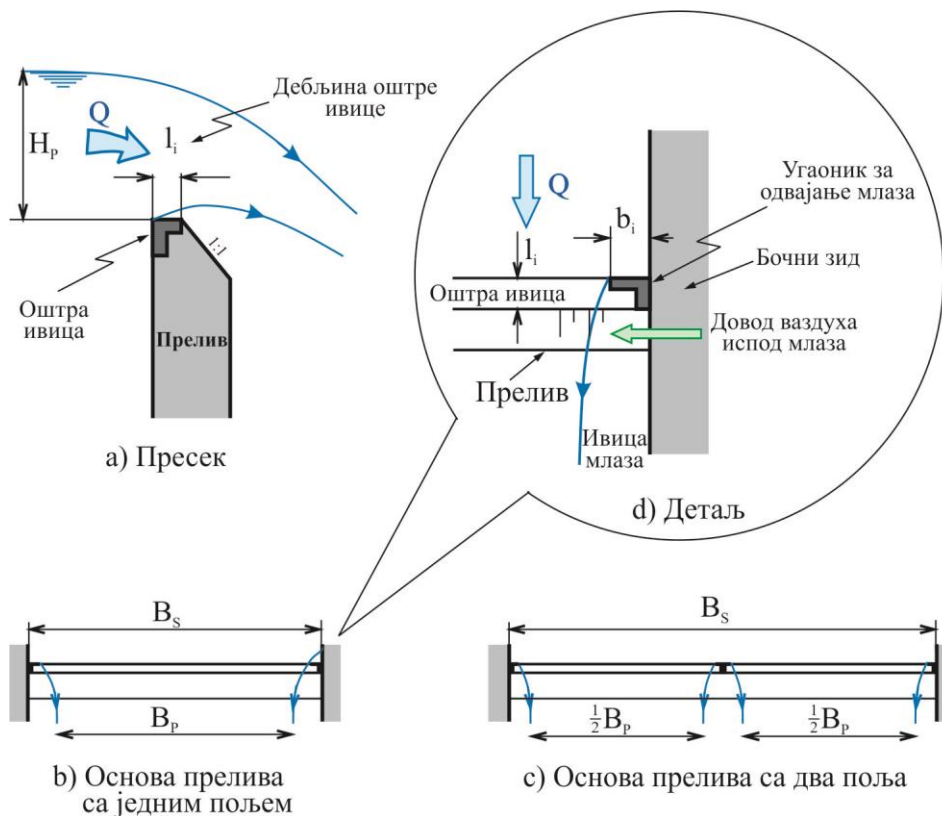 Дебљина оштре
ивице
Q
l_i
H_P
1:1
Оштра
ивица
Прелив
a) Пресек
Q
b_i
l_i
Угаоник за
одвајање млаза
Бочни зид
Оштра ивица
Довод ваздуха
испод млаза
Прелив
Ивица
млаза
d) Детаљ
B_S
B_P
b) Основа прелива
са једним пољем
B_S
½B_P
½B_P
c) Основа прелива са два поља